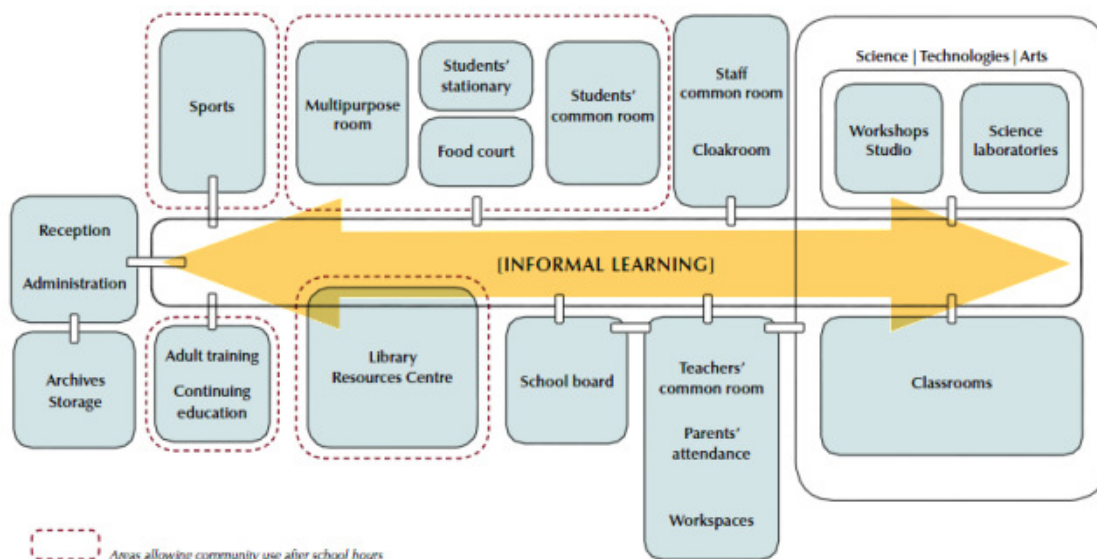 Science | Technologies | Arts
Sports
Multipurpose
room
Students'
stationary
Food court
Students'
common room
Staff
common room
Cloakroom
Workshops
Studio
Science
laboratories
Reception
Administration
[INFORMAL LEARNING]
Archives
Storage
Adult training
Continuing
education
Library
Resources Centre
School board
Teachers'
common room
Parents'
attendance
Workspaces
Classrooms
Areas allowing community use after school hours